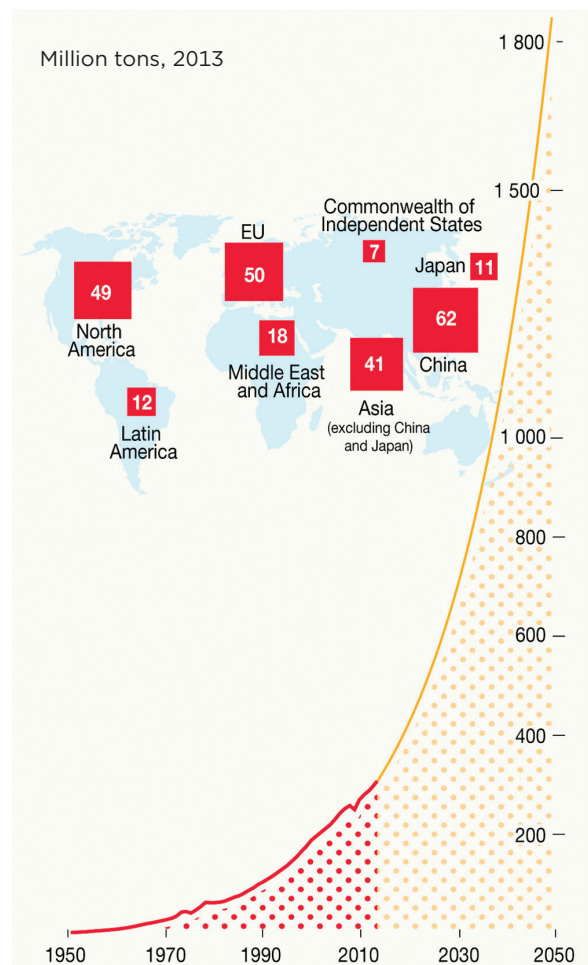 Million tons, 2013
1 800
1 500
Commonwealth of
Independent States
7
EU
50
Japan
11
49
North
America
18
Middle East
and Africa
62
China
41
Asia
(excluding China
and Japan)
12
Latin
America
1 000
800
600
400
200
1950
1970
1990
2010
2030
2050